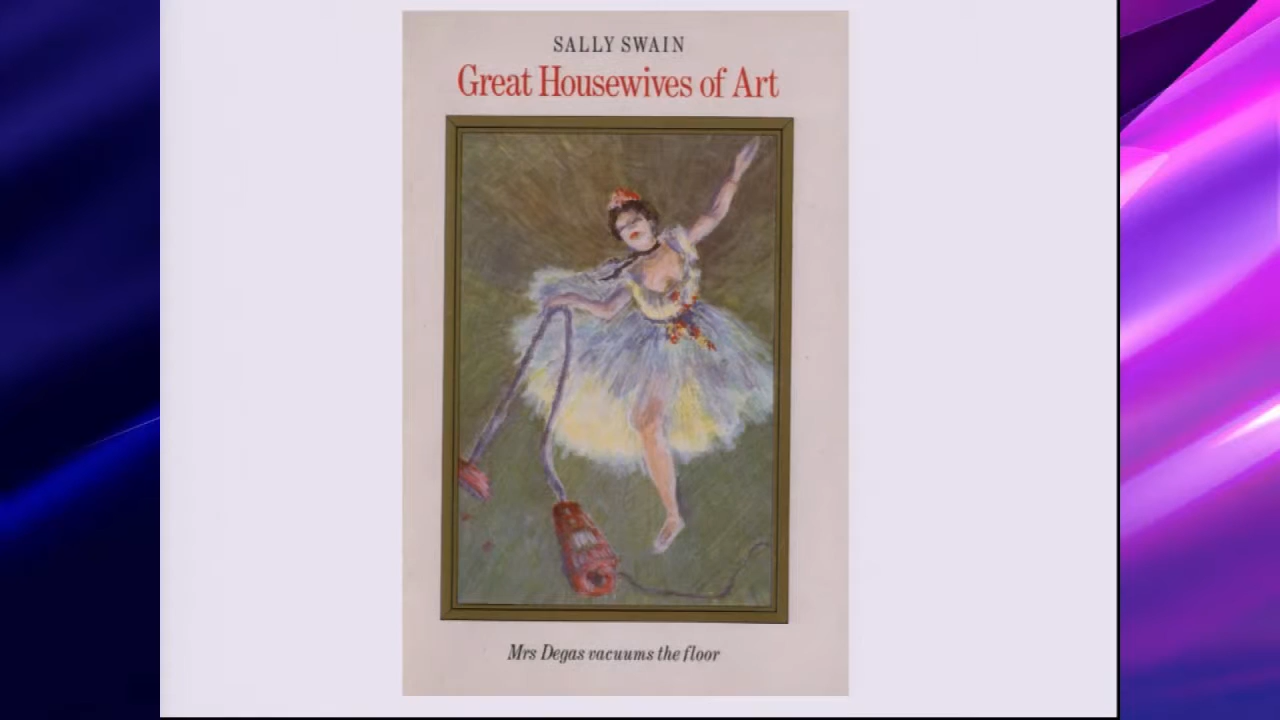 SALLY SWAIN
Great Housewives of Art
Mrs Degas vacuums the floor